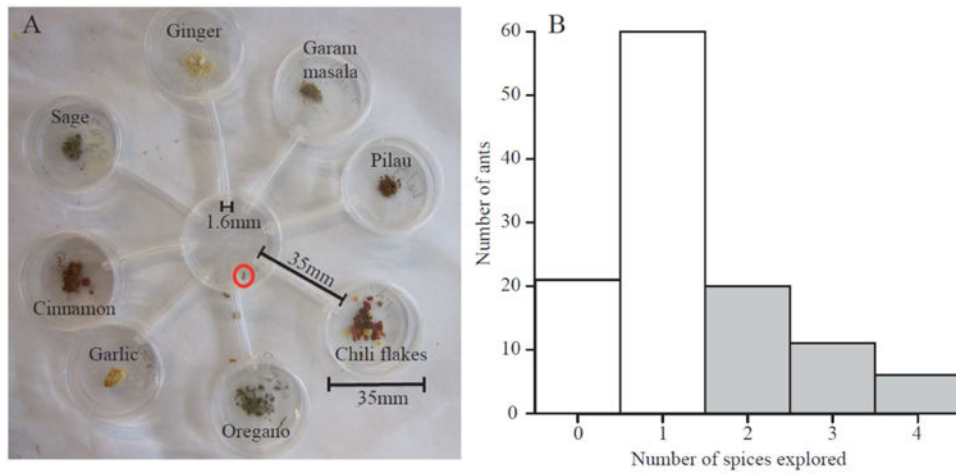 A
Ginger
Garam
masala
Sage
Pilau
1.6mm
35mm
Cinnamon
Garlic
Chili flakes
Oregano
35mm
B
Number of ants
60
50
40
30
20
10
0
0 1 2 3 4
Number of spices explored